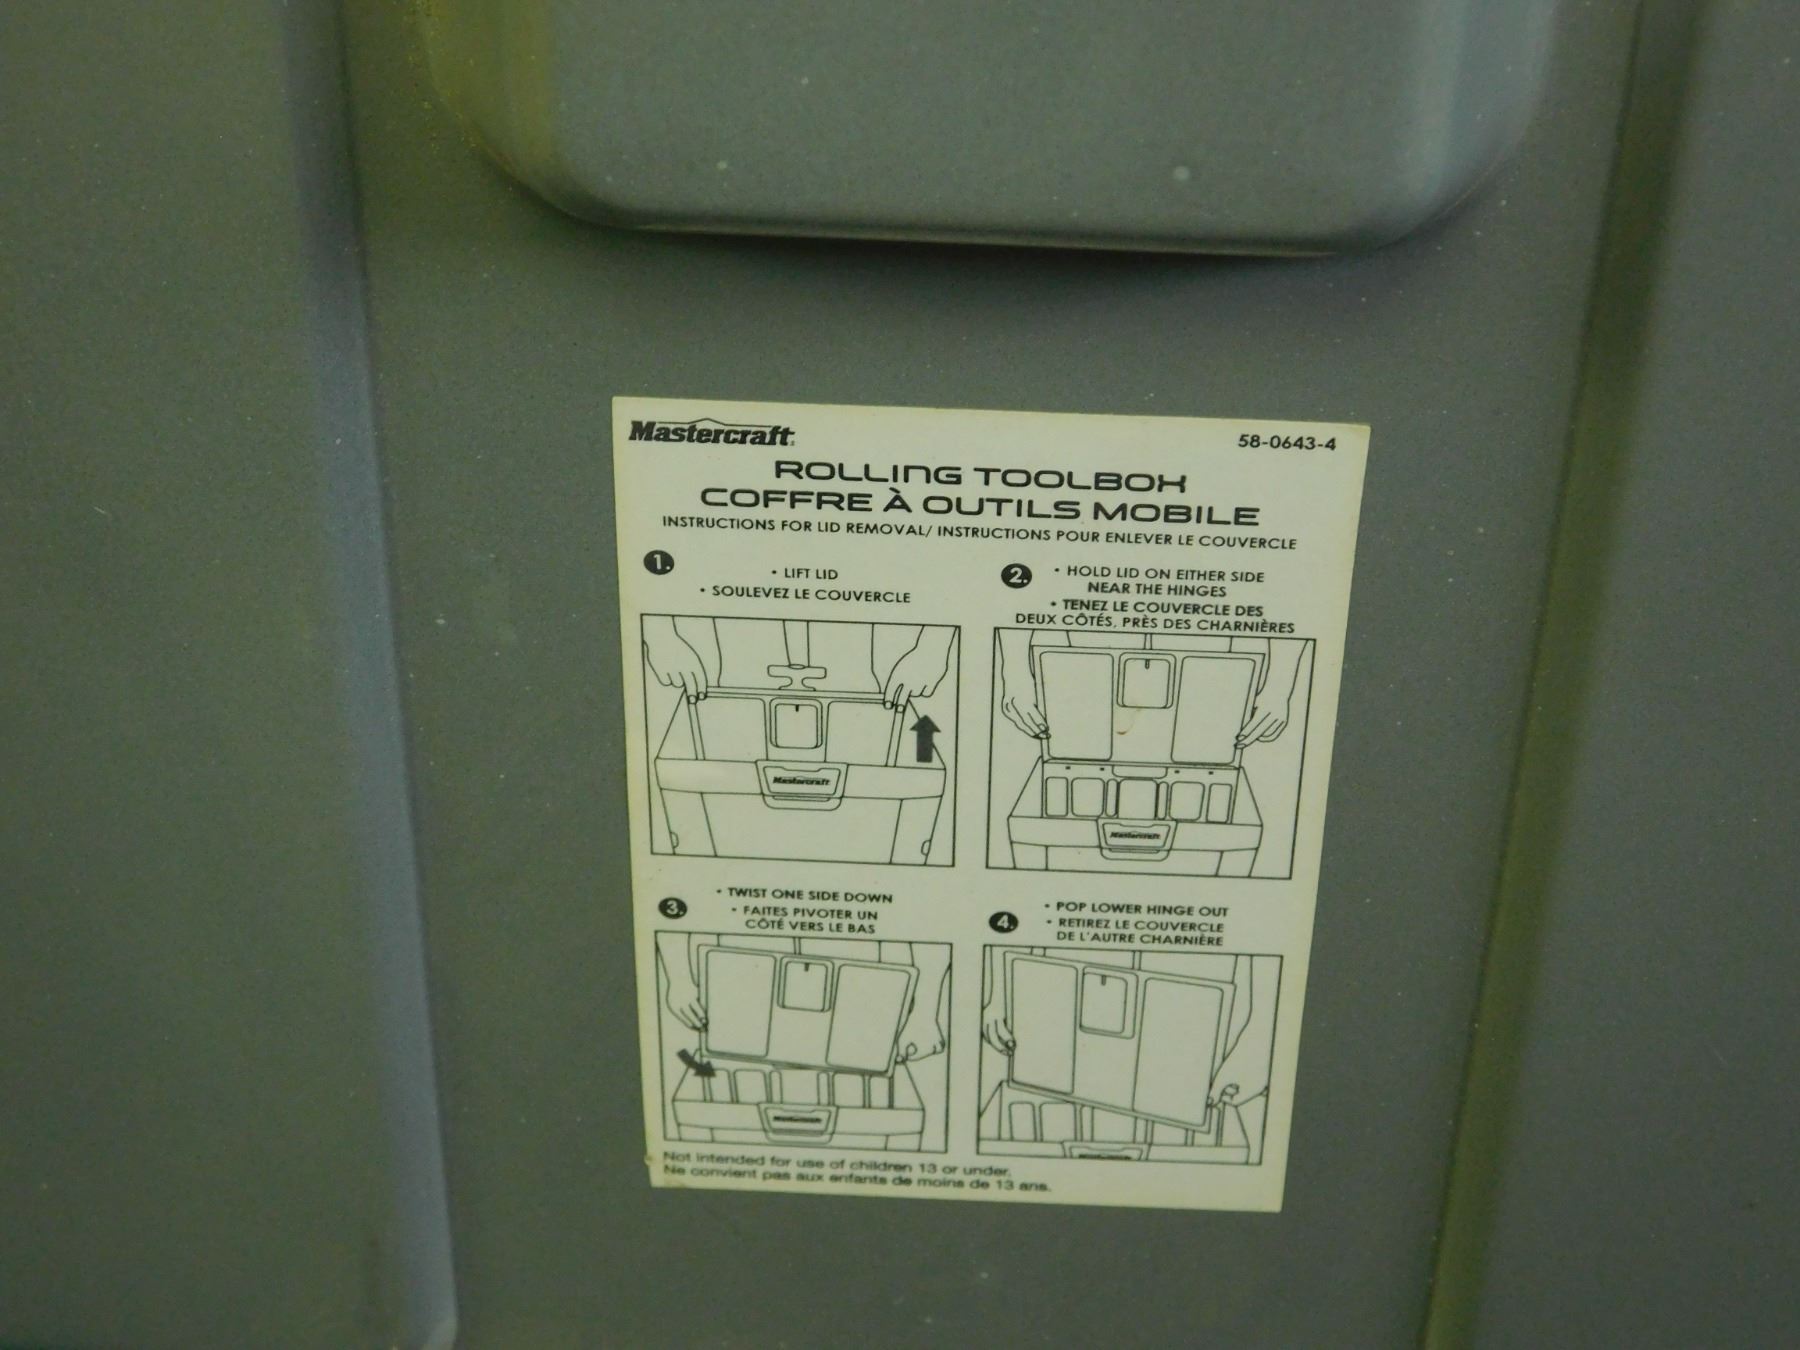 Mastercraft
58-0643-4
ROLLING TOOLBOX
COFFRE À OUTILS MOBILE
INSTRUCTIONS FOR LID REMOVAL/ INSTRUCTIONS POUR ENLEVER LE COUVERCLE
1.
• LIFT LID
• SOULEVEZ LE COUVERCLE
Mastercraft
2.
• HOLD LID ON EITHER SIDE
NEAR THE HINGES
• TENEZ LE COUVERCLE DES
DEUX CÔTÉS, PRÈS DES CHARNIÈRES
Mastercraft
3.
• TWIST ONE SIDE DOWN
• FAITES PIVOTER UN
CÔTÉ VERS LE BAS
Mastercraft
4.
• POP LOWER HINGE OUT
• RETIREZ LE COUVERCLE
DE L'AUTRE CHARNIÈRE
Not intended for use of children 13 or under.
Ne convient pas aux enfants de moins de 13 ans.